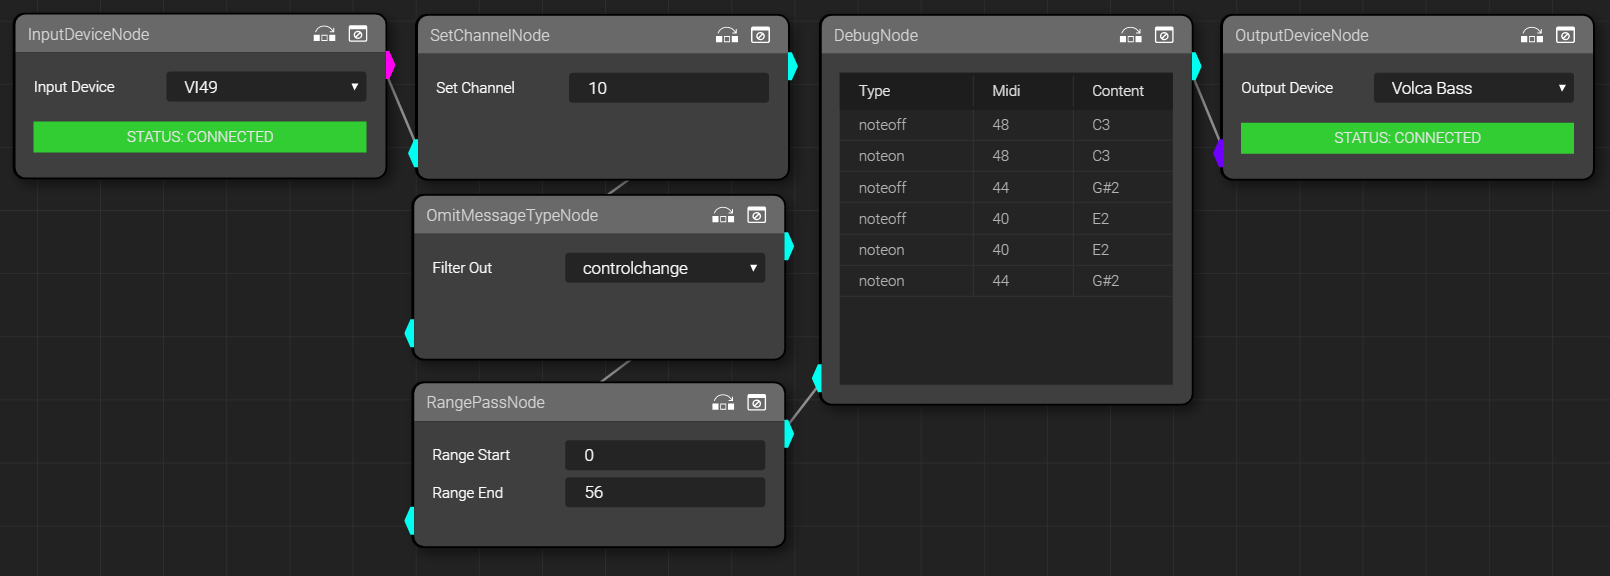 InputDeviceNode
Input Device VI49
STATUS: CONNECTED
SetChannelNode
Set Channel 10
OmitMessageTypeNode
Filter Out controlchange
RangePassNode
Range Start 0
Range End 56
DebugNode
Type Midi Content
noteoff 48 C3
noteon 48 C3
noteoff 44 G#2
noteoff 40 E2
noteon 40 E2
noteon 44 G#2
OutputDeviceNode
Output Device Volca Bass
STATUS: CONNECTED